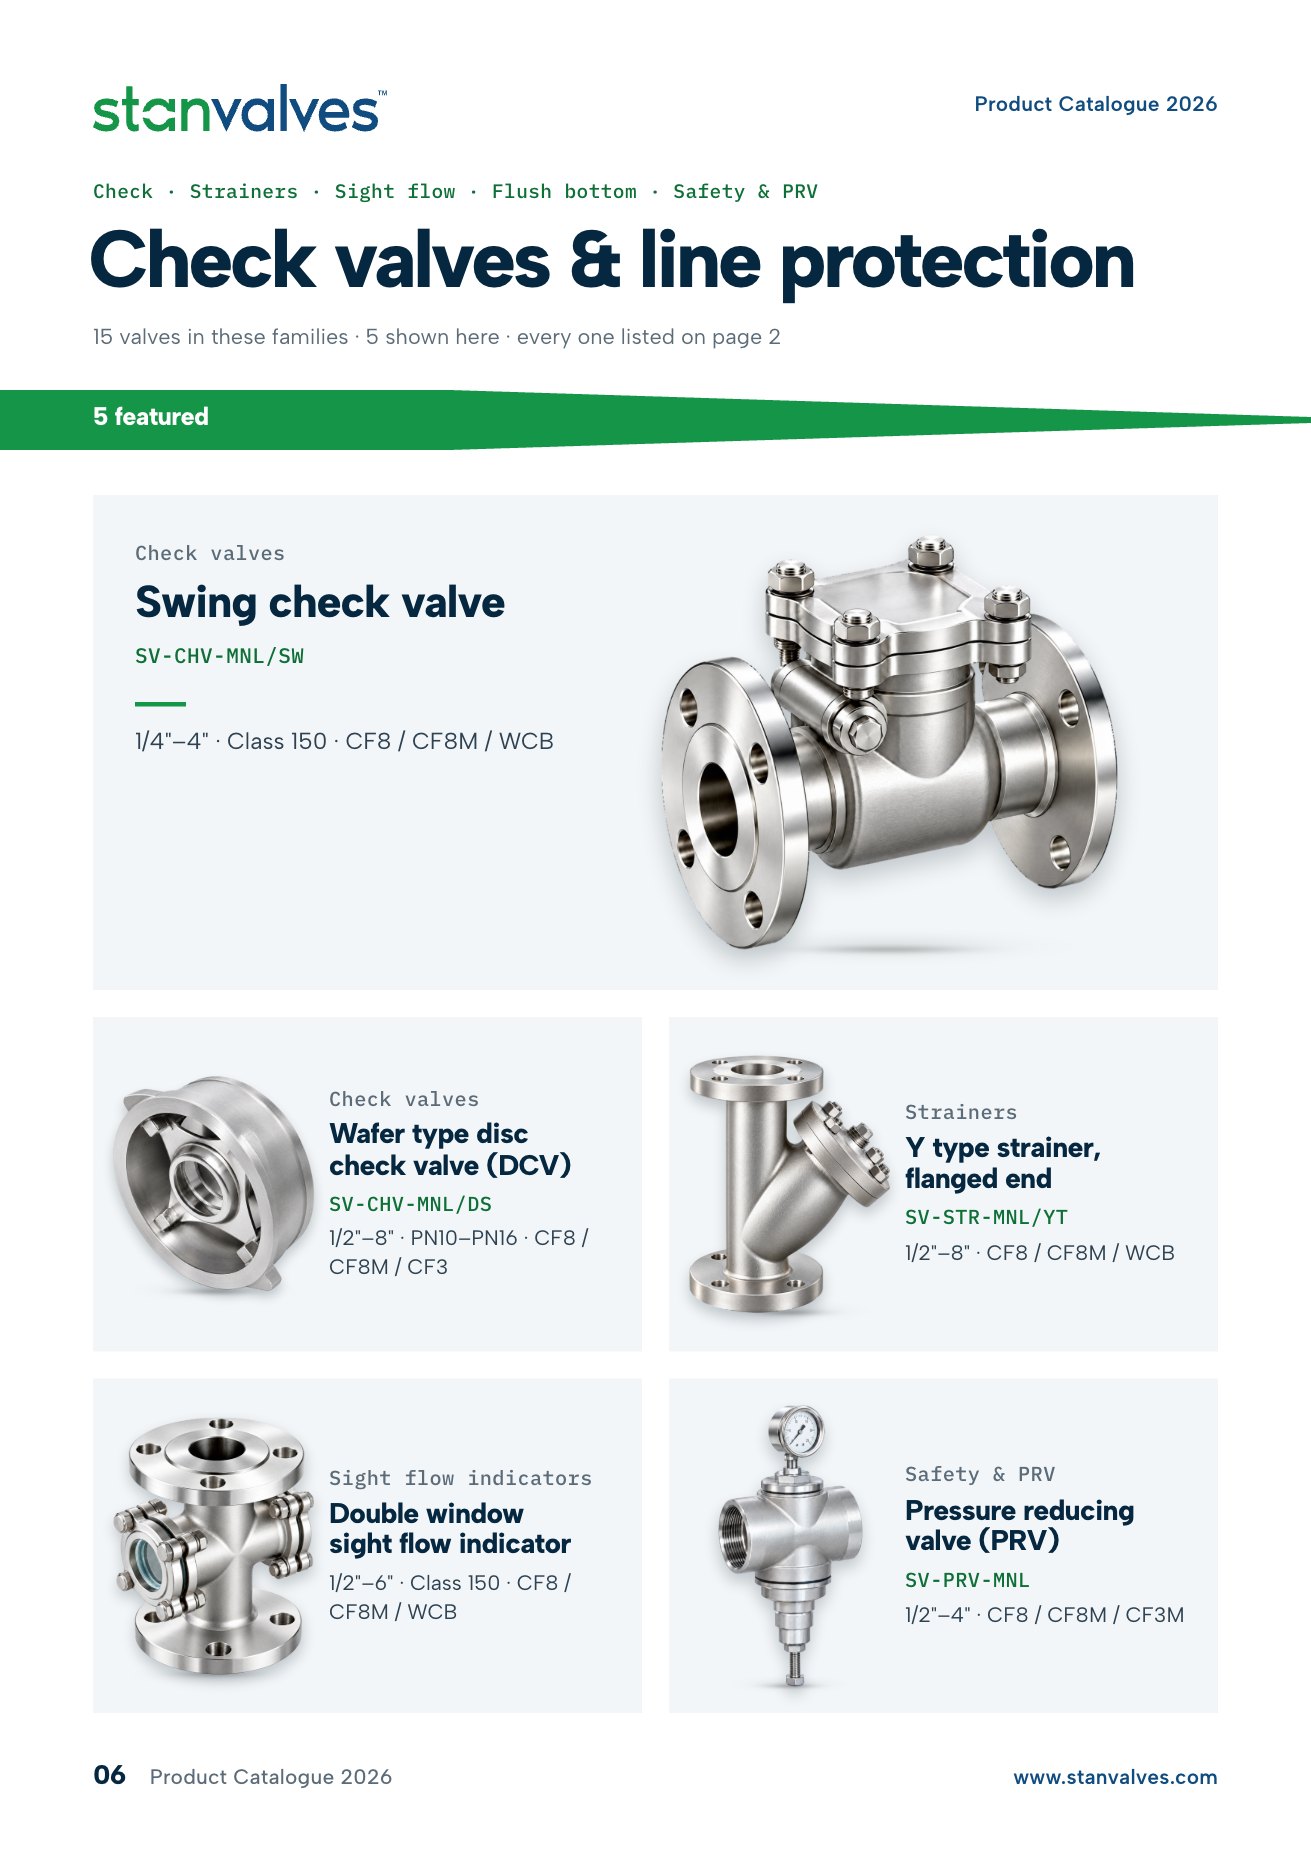 stanvalves™
Product Catalogue 2026
Check · Strainers · Sight flow · Flush bottom · Safety & PRV
Check valves & line protection
15 valves in these families · 5 shown here · every one listed on page 2
5 featured
Check valves
Swing check valve
SV-CHV-MNL/SW
1/4"–4" · Class 150 · CF8 / CF8M / WCB
Check valves
Wafer type disc
check valve (DCV)
SV-CHV-MNL/DS
1/2"–8" · PN10–PN16 · CF8 /
CF8M / CF3
Strainers
Y type strainer,
flanged end
SV-STR-MNL/YT
1/2"–8" · CF8 / CF8M / WCB
Sight flow indicators
Double window
sight flow indicator
1/2"–6" · Class 150 · CF8 /
CF8M / WCB
Safety & PRV
Pressure reducing
valve (PRV)
SV-PRV-MNL
1/2"–4" · CF8 / CF8M / CF3M
06 Product Catalogue 2026
www.stanvalves.com